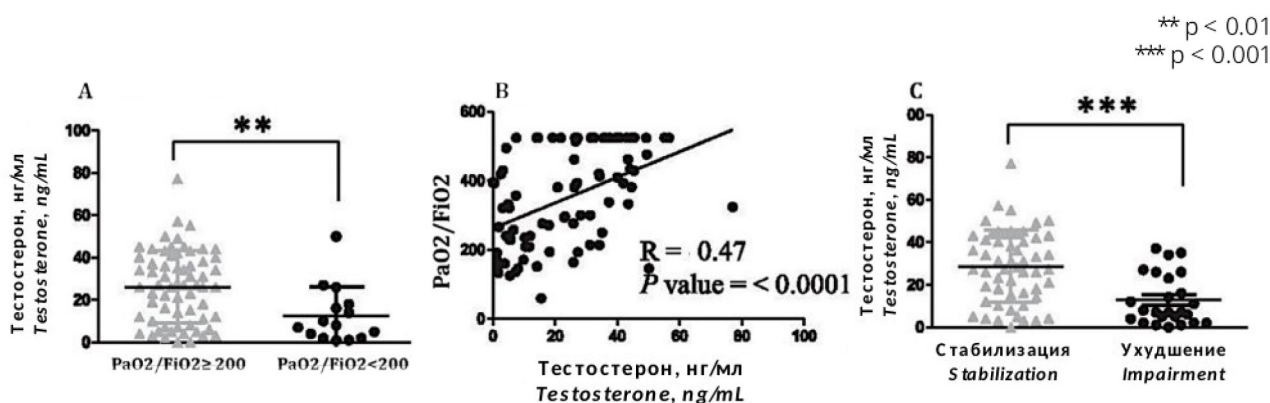 ** p < 0.01
*** p < 0.001
A
**
Тестостерон, нг/мл
Testosterone, ng/mL
100
80
60
40
20
0
PaO2/FiO2≥200
PaO2/FiO2<200
B
PaO2/FiO2
600
400
200
0
R = 0.47
P value = < 0.0001
0
20
40
60
80
100
Тестостерон, нг/мл
Testosterone, ng/mL
C
***
Тестостерон, нг/мл
Testosterone, ng/mL
00
80
60
40
20
0
Стабилизация
Stabilization
Ухудшение
Impairment